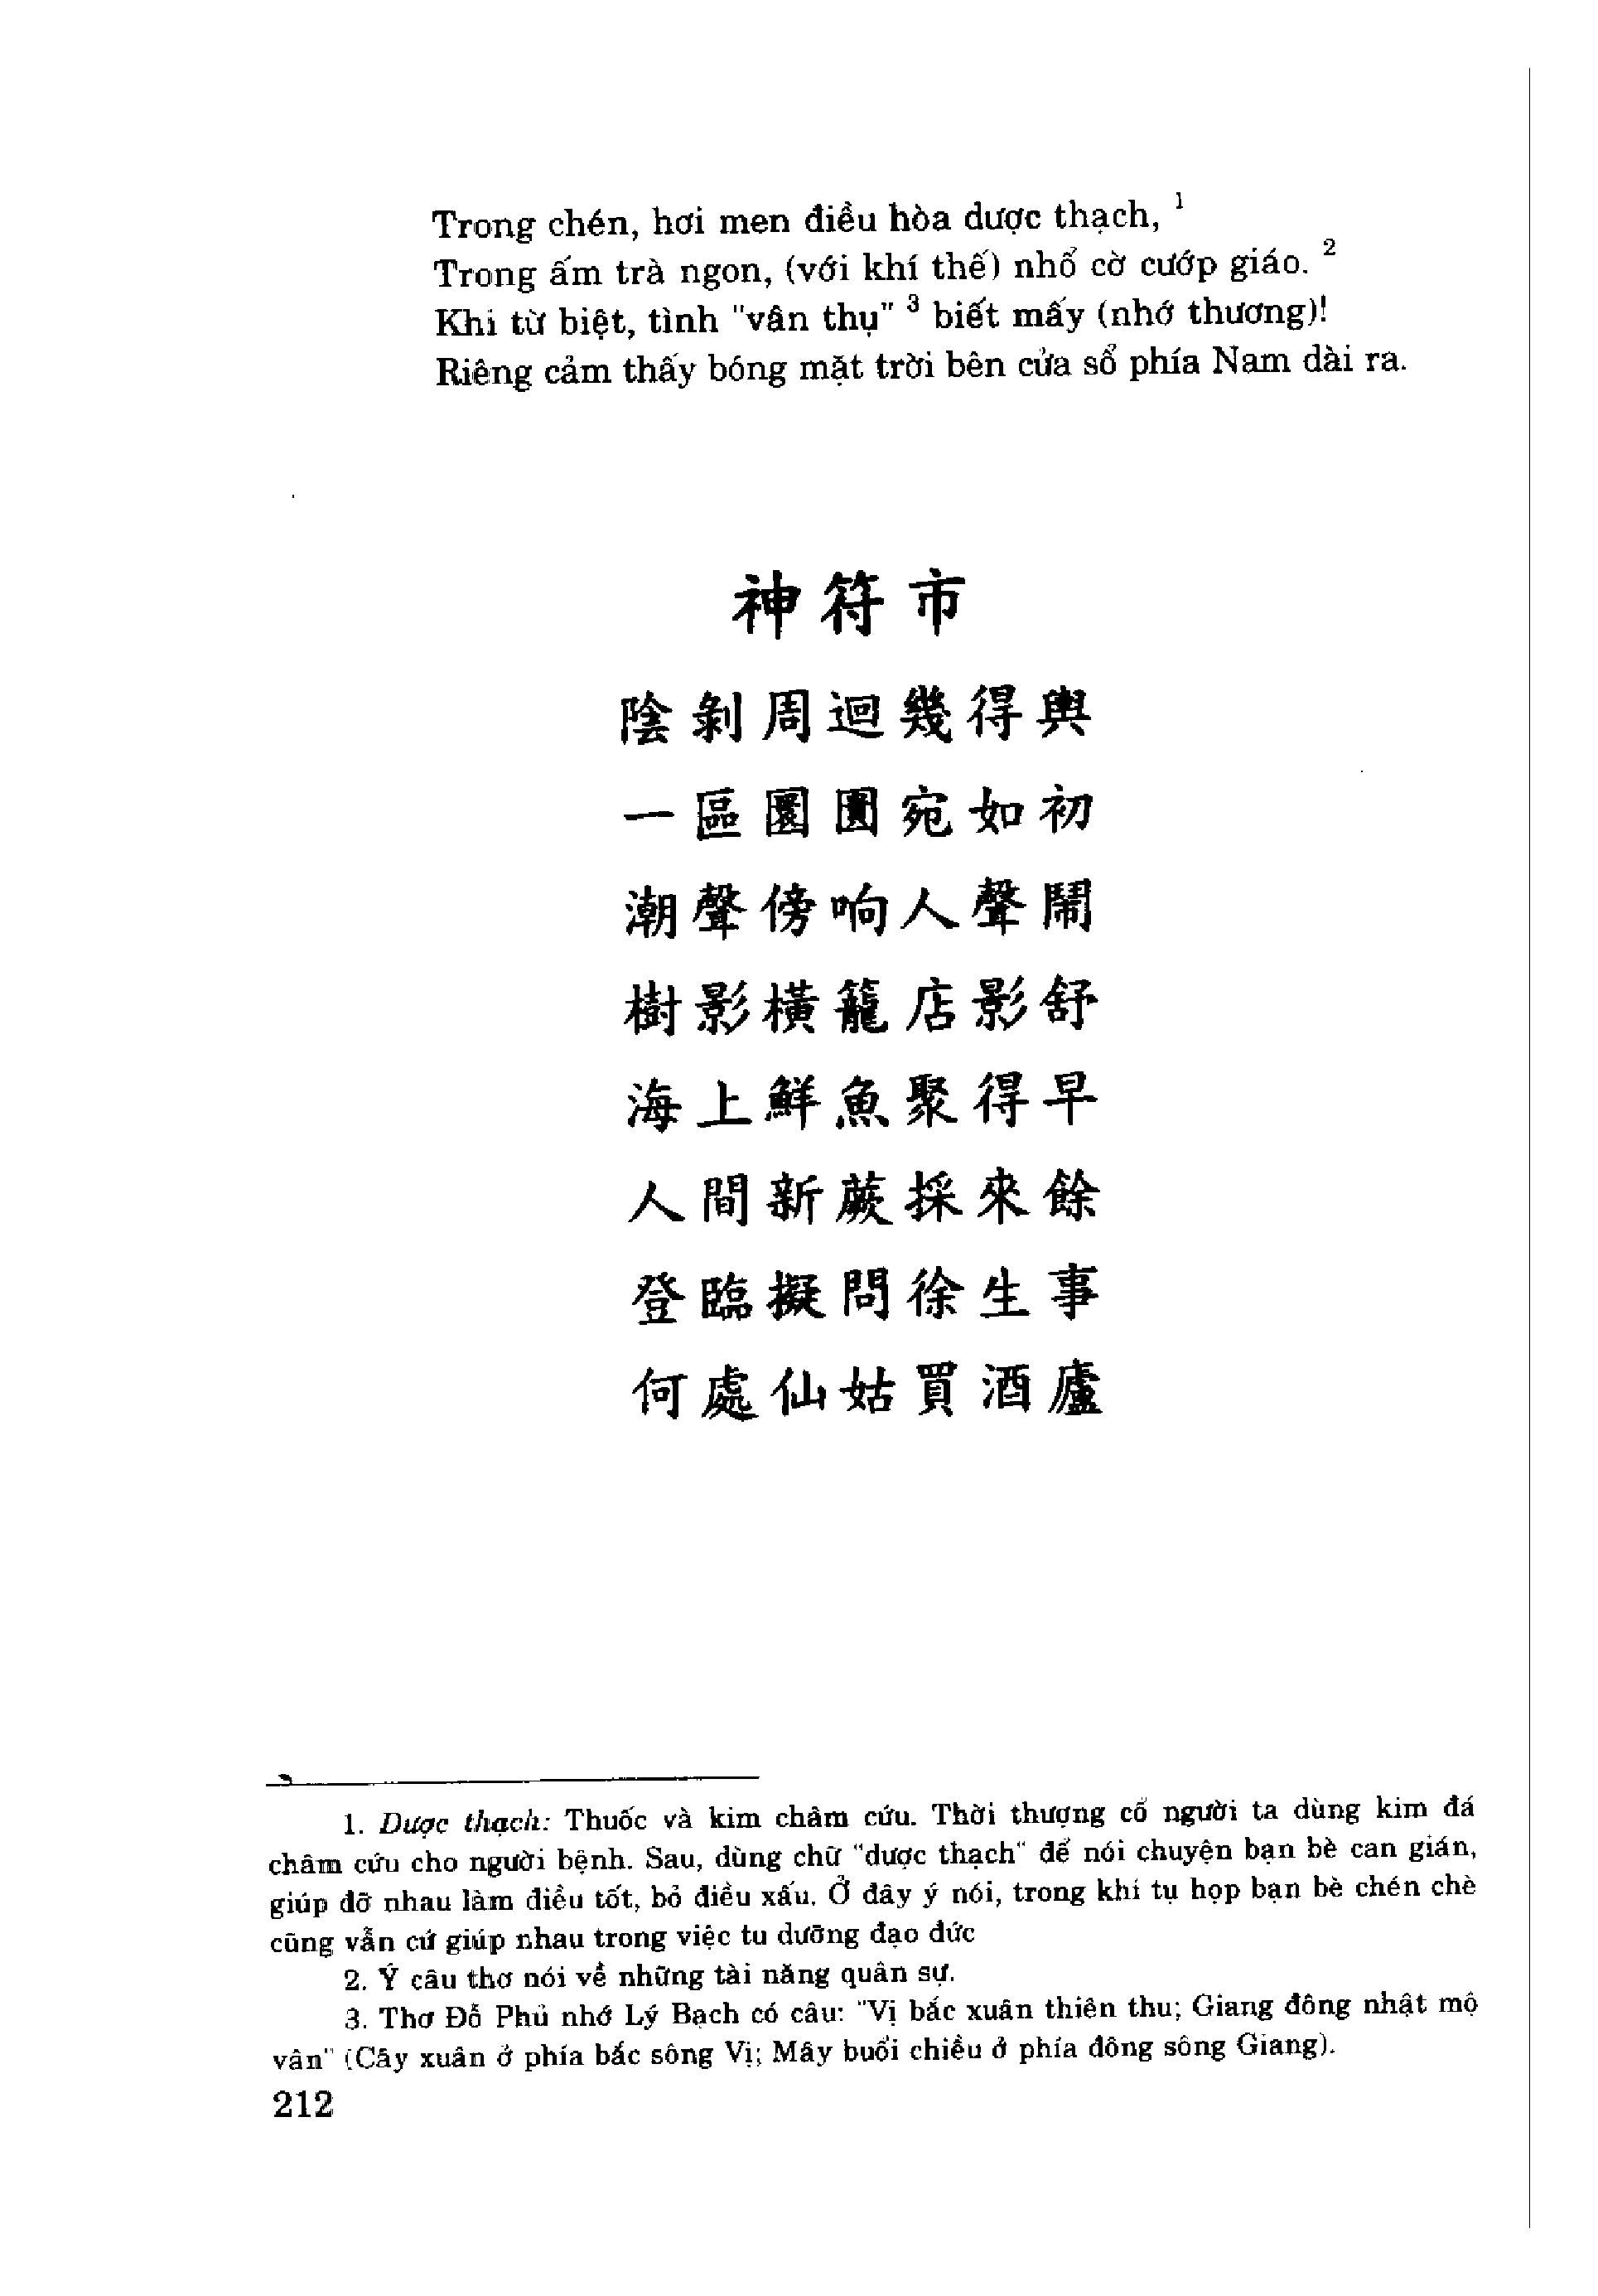 Trong chén, hơi men điều hòa dược thạch, ¹
Trong ấm trà ngon, (với khí thế) nhổ cờ cướp giáo. ²
Khi từ biệt, tình "vân thụ" ³ biết mấy (nhớ thương)!
Riêng cảm thấy bóng mặt trời bên cửa sổ phía Nam dài ra.
神符市
陰剝周迴幾得輿
一區圜圓宛如初
潮聲傍响人聲鬧
樹影橫籠店影舒
海上鮮魚聚得早
人間新蕨採來餘
登臨擬問徐生事
何處仙姑買酒廬
1. Dược thạch: Thuốc và kim châm cứu. Thời thượng cổ người ta dùng kim đá
châm cứu cho người bệnh. Sau, dùng chữ "dược thạch" để nói chuyện bạn bè can gián,
giúp đỡ nhau làm điều tốt, bỏ điều xấu. Ở đây ý nói, trong khi tụ họp bạn bè chén chè
cũng vẫn cứ giúp nhau trong việc tu dưỡng đạo đức
2. Ý câu thơ nói về những tài năng quân sự.
3. Thơ Đỗ Phủ nhớ Lý Bạch có câu: "Vị bắc xuân thiên thu; Giang đông nhật mộ
vân" (Cây xuân ở phía bắc sông Vị; Mây buổi chiều ở phía đông sông Giang).
212